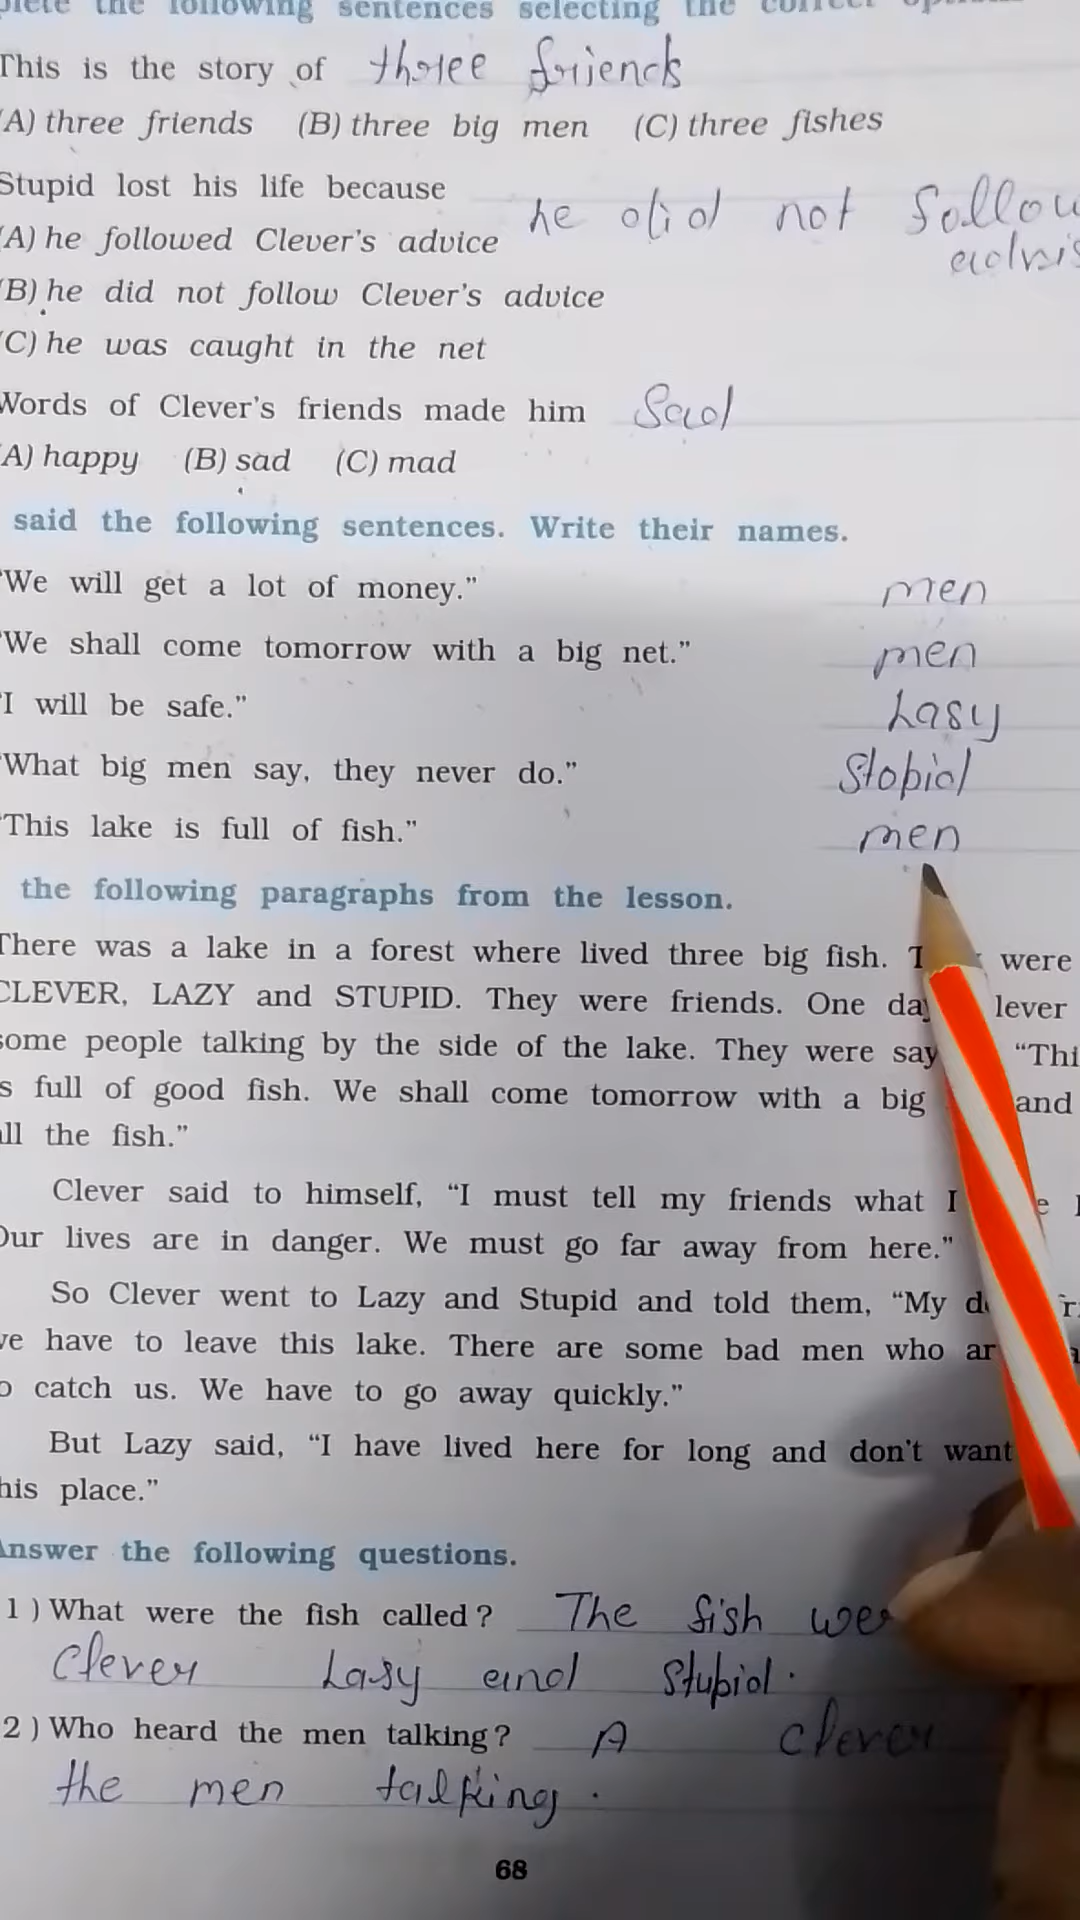 the following sentences selecting the correct
This is the story of three friends
(A) three friends (B) three big men (C) three fishes
Stupid lost his life because he did not follow
(A) he followed Clever's advice
(B) he did not follow Clever's advice
(C) he was caught in the net
Words of Clever's friends made him Sad
(A) happy (B) sad (C) mad
said the following sentences. Write their names.
"We will get a lot of money." men
"We shall come tomorrow with a big net." men
"I will be safe." Lasy
"What big men say, they never do." Stopid
"This lake is full of fish." men
the following paragraphs from the lesson.
There was a lake in a forest where lived three big fish. were
CLEVER, LAZY and STUPID. They were friends. One lever
some people talking by the side of the lake. They were say "Thi
s full of good fish. We shall come tomorrow with a big and
all the fish."
Clever said to himself, "I must tell my friends what I
Our lives are in danger. We must go far away from here."
So Clever went to Lazy and Stupid and told them, "My
we have to leave this lake. There are some bad men who
to catch us. We have to go away quickly."
But Lazy said, "I have lived here for long and don't want
his place."
Answer the following questions.
1 ) What were the fish called? The fish we
Clever Lasy and Stupid.
2 ) Who heard the men talking? A Clever
the men talking.
68